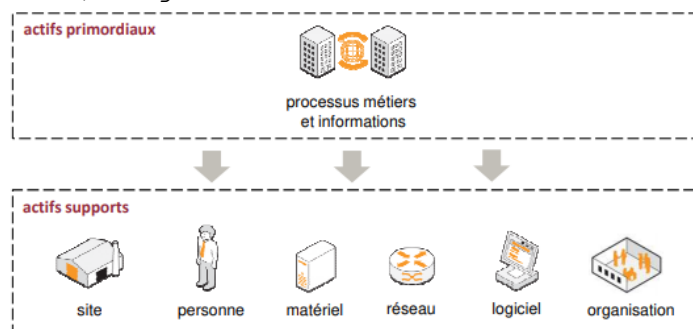 actifs primordiaux
processus métiers
et informations
actifs supports
site
personne
matériel
réseau
logiciel
organisation